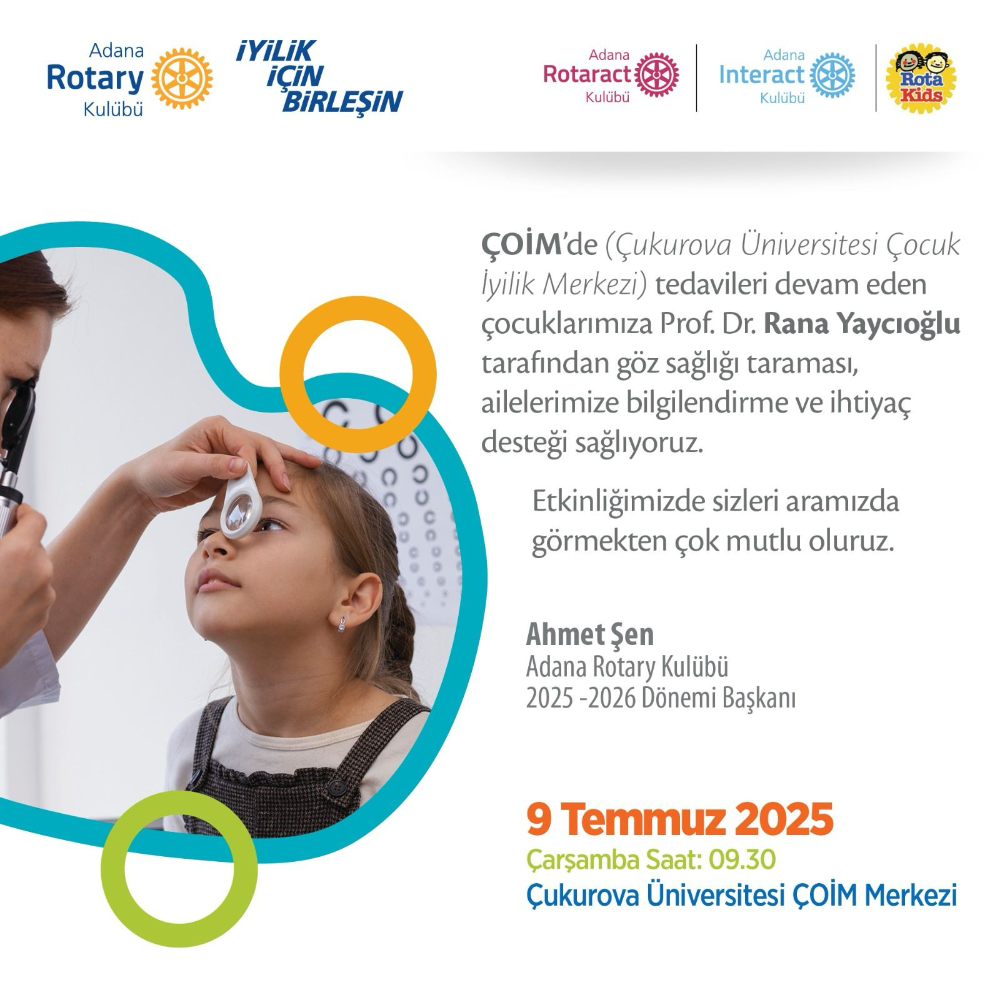 Adana
Rotary
Kulübü
İYİLİK
İÇİN
BİRLEŞİN
Adana
Rotaract
Kulübü
Adana
Interact
Kulübü
Rota
Kids
ÇOİM'de (Çukurova Üniversitesi Çocuk
İyilik Merkezi) tedavileri devam eden
çocuklarımıza Prof. Dr. Rana Yaycıoğlu
tarafından göz sağlığı taraması,
ailelerimize bilgilendirme ve ihtiyaç
desteği sağlıyoruz.
Etkinliğimizde sizleri aramızda
görmekten çok mutlu oluruz.
Ahmet Şen
Adana Rotary Kulübü
2025 -2026 Dönemi Başkanı
9 Temmuz 2025
Çarşamba Saat: 09.30
Çukurova Üniversitesi ÇOİM Merkezi